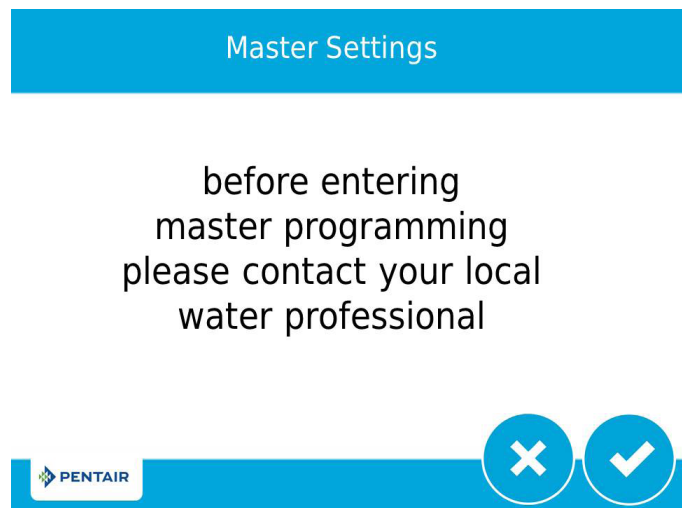 Master Settings
before entering
master programming
please contact your local
water professional
PENTAIR